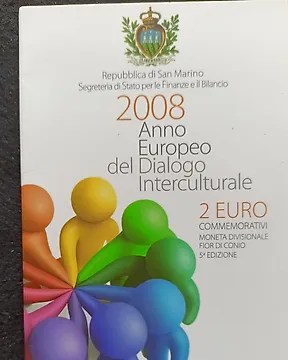 Repubblica di San Marino
Segreteria di Stato per le Finanze e il Bilancio
2008
Anno
Europeo
del Dialogo
Interculturale
2 EURO
COMMEMORATIVI
MONETA DIVISIONALE
FIOR DI CONIO
5ª EDIZIONE